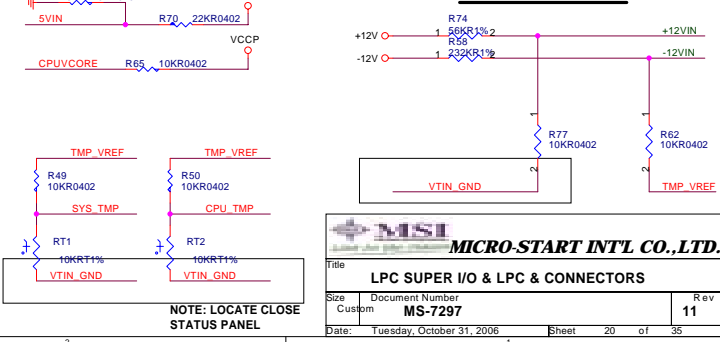 5VIN
R70 22KR0402
VCCP
CPUVCORE
R65 10KR0402
R74
+12V 1 56KR1% 2 +12VIN
R58
-12V 1 232KR1% 2 -12VIN
1 1
R77
10KR0402
R62
10KR0402
2 2
VTIN_GND
TMP_VREF
TMP_VREF
TMP_VREF
R49
10KR0402
R50
10KR0402
SYS_TMP
CPU_TMP
RT1
10KRT1%
RT2
10KRT1%
VTIN_GND
VTIN_GND
NOTE: LOCATE CLOSE
STATUS PANEL
MSI
MICRO-START INT'L CO.,LTD.
Title
LPC SUPER I/O & LPC & CONNECTORS
Size Document Number Rev
Custom MS-7297 11
Date: Tuesday, October 31, 2006 Sheet 20 of 35